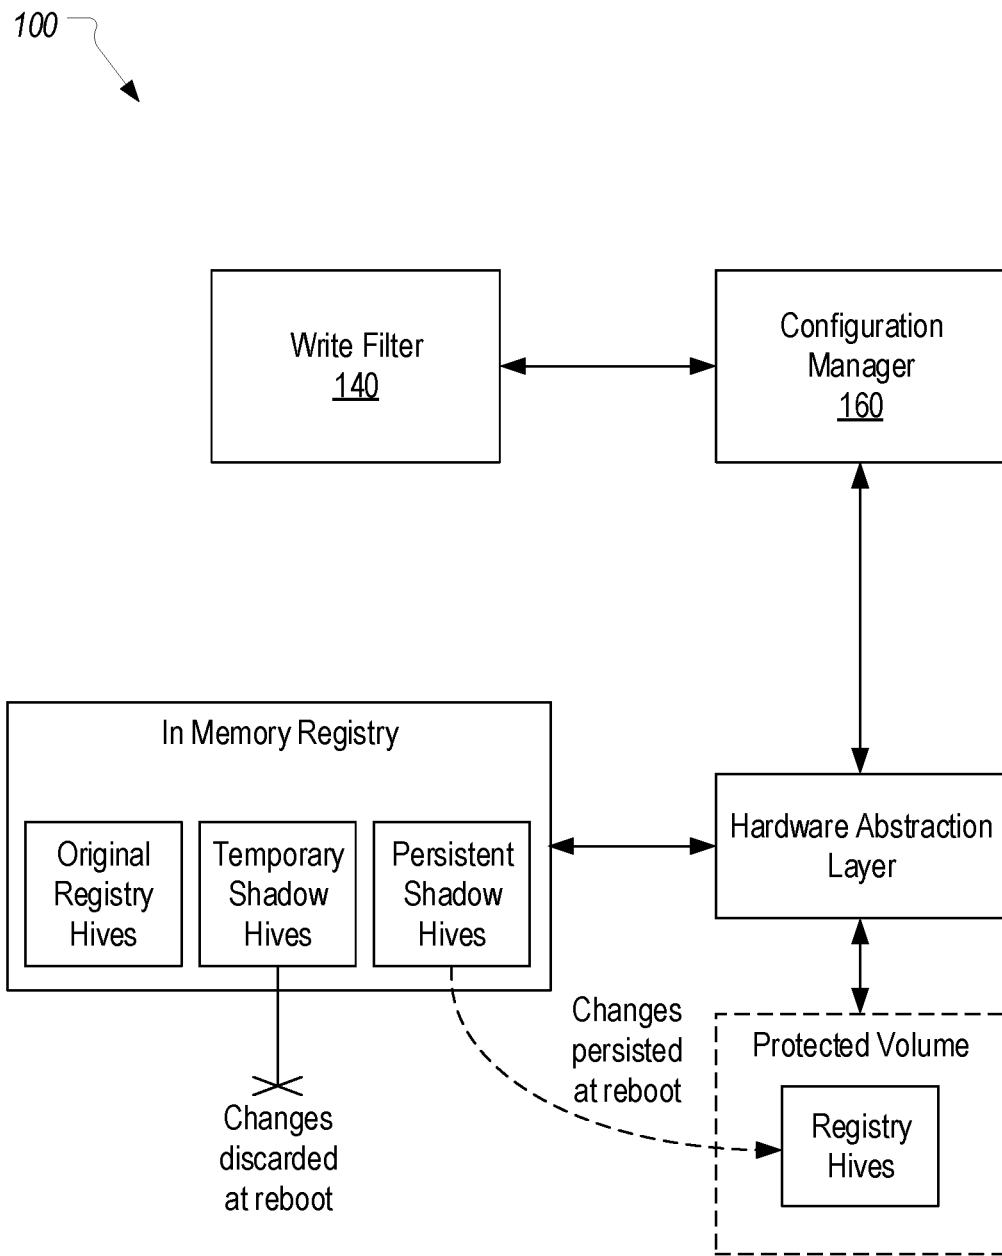 100
Write Filter
140
Configuration
Manager
160
In Memory Registry
Original
Registry
Hives
Temporary
Shadow
Hives
Persistent
Shadow
Hives
Hardware Abstraction
Layer
Changes
persisted
at reboot
Protected Volume
Registry
Hives
Changes
discarded
at reboot